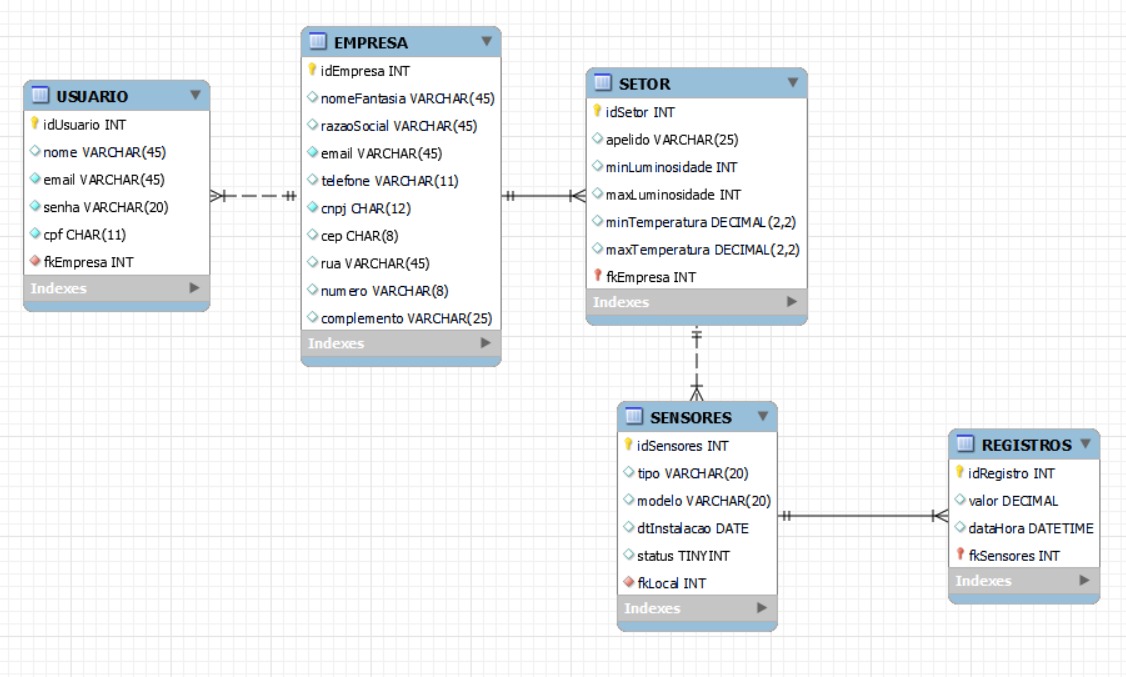 USUARIO
idUsuario INT
nome VARCHAR(45)
email VARCHAR(45)
senha VARCHAR(20)
cpf CHAR(11)
fkEmpresa INT
Indexes
EMPRESA
idEmpresa INT
nomeFantasia VARCHAR(45)
razaoSocial VARCHAR(45)
email VARCHAR(45)
telefone VARCHAR(11)
cnpj CHAR(12)
cep CHAR(8)
rua VARCHAR(45)
numero VARCHAR(8)
complemento VARCHAR(25)
Indexes
SETOR
idSetor INT
apelido VARCHAR(25)
minLuminosidade INT
maxLuminosidade INT
minTemperatura DECIMAL(2,2)
maxTemperatura DECIMAL(2,2)
fkEmpresa INT
Indexes
SENSORES
idSensores INT
tipo VARCHAR(20)
modelo VARCHAR(20)
dtInstalacao DATE
status TINYINT
fkLocal INT
Indexes
REGISTROS
idRegistro INT
valor DECIMAL
dataHora DATETIME
fkSensores INT
Indexes